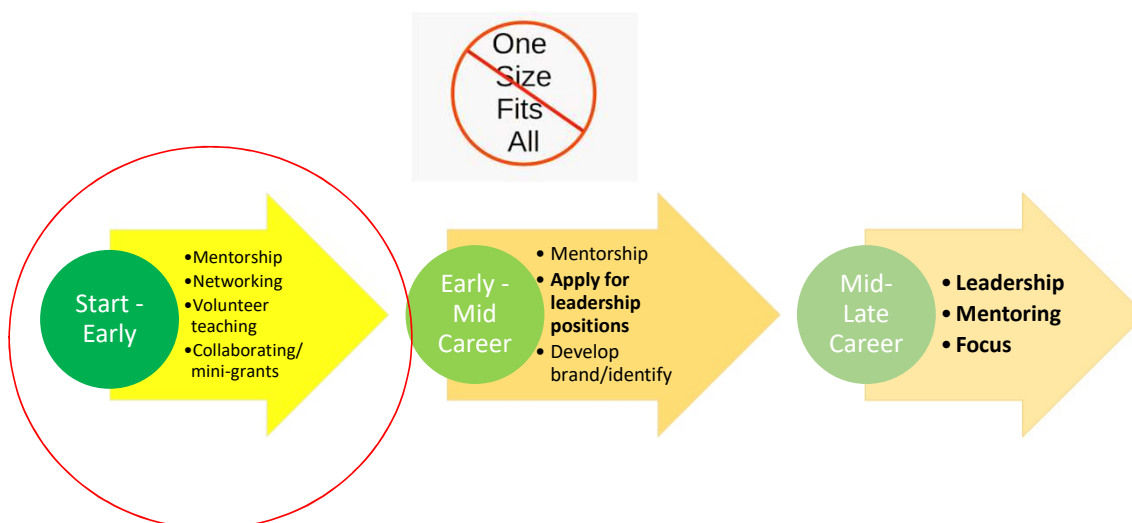 One
Size
Fits
All
Start -
Early
•Mentorship
•Networking
•Volunteer
teaching
•Collaborating/
mini-grants
Early -
Mid
Career
• Mentorship
• Apply for
leadership
positions
• Develop
brand/identify
Mid-
Late
Career
• Leadership
• Mentoring
• Focus